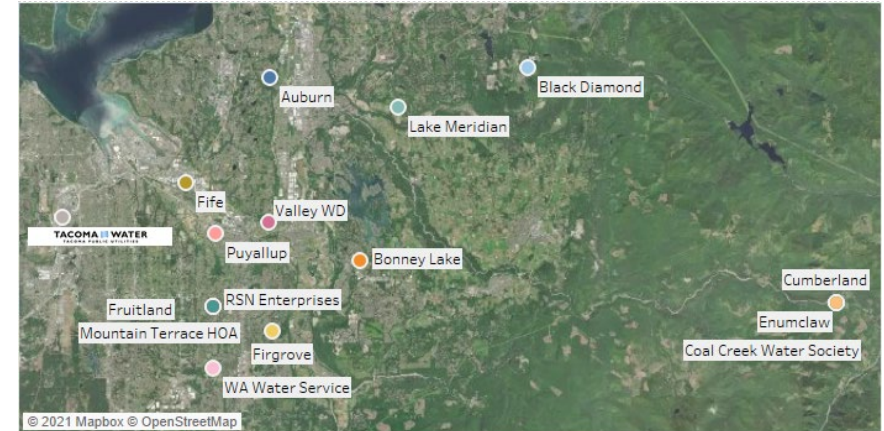 Black Diamond
Auburn
Lake Meridian
Fife
Valley WD
TACOMA WATER
TACOMA PUBLIC UTILITIES
Puyallup
Bonney Lake
Cumberland
RSN Enterprises
Fruitland
Enumclaw
Mountain Terrace HOA
Firgrove
Coal Creek Water Society
WA Water Service
© 2021 Mapbox © OpenStreetMap